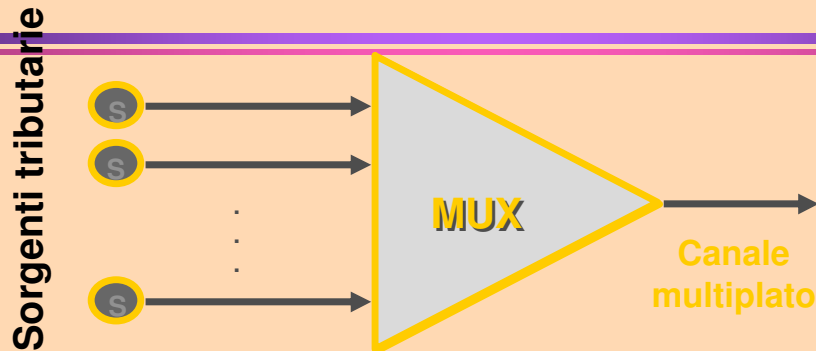 Sorgenti tributarie
S
S
.
.
.
S
MUX
Canale
multiplato